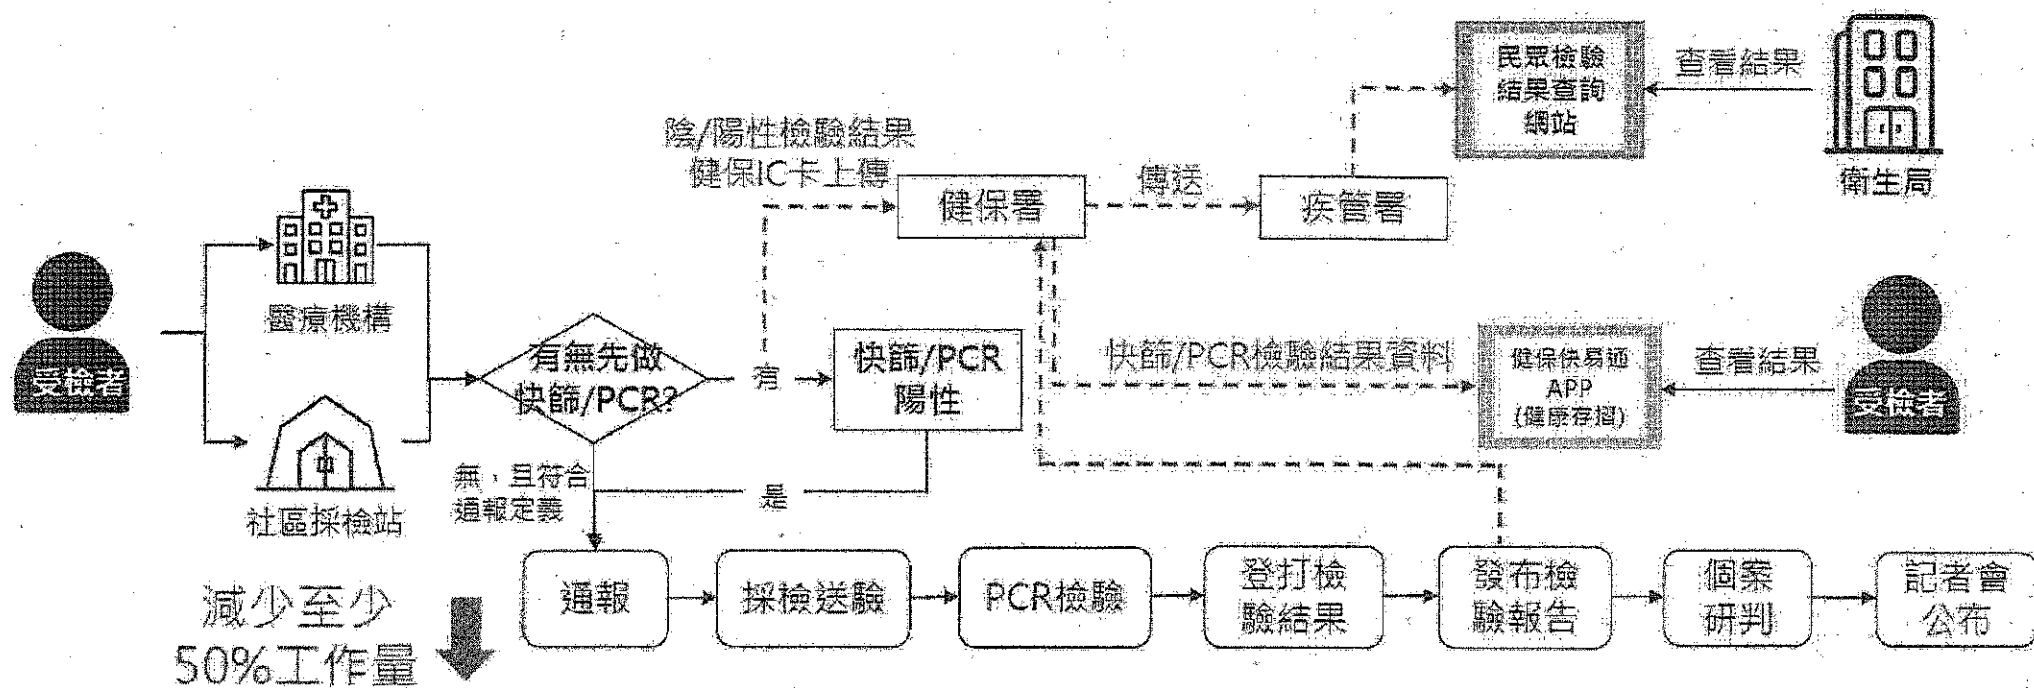 民眾檢驗
結果查詢
網站
查看結果
衛生局
陰/陽性檢驗結果
健保IC卡上傳
健保署
傳送
疾管署
醫療機構
受檢者
社區採檢站
有無先做
快篩/PCR?
有
快篩/PCR
陽性
快篩/PCR檢驗結果資料
健保快易通
APP
(健康存摺)
查看結果
受檢者
無，且符合
通報定義
是
通報
採檢送驗
PCR檢驗
登打檢
驗結果
發布檢
驗報告
個案
研判
記者會
公布
減少至少
50%工作量